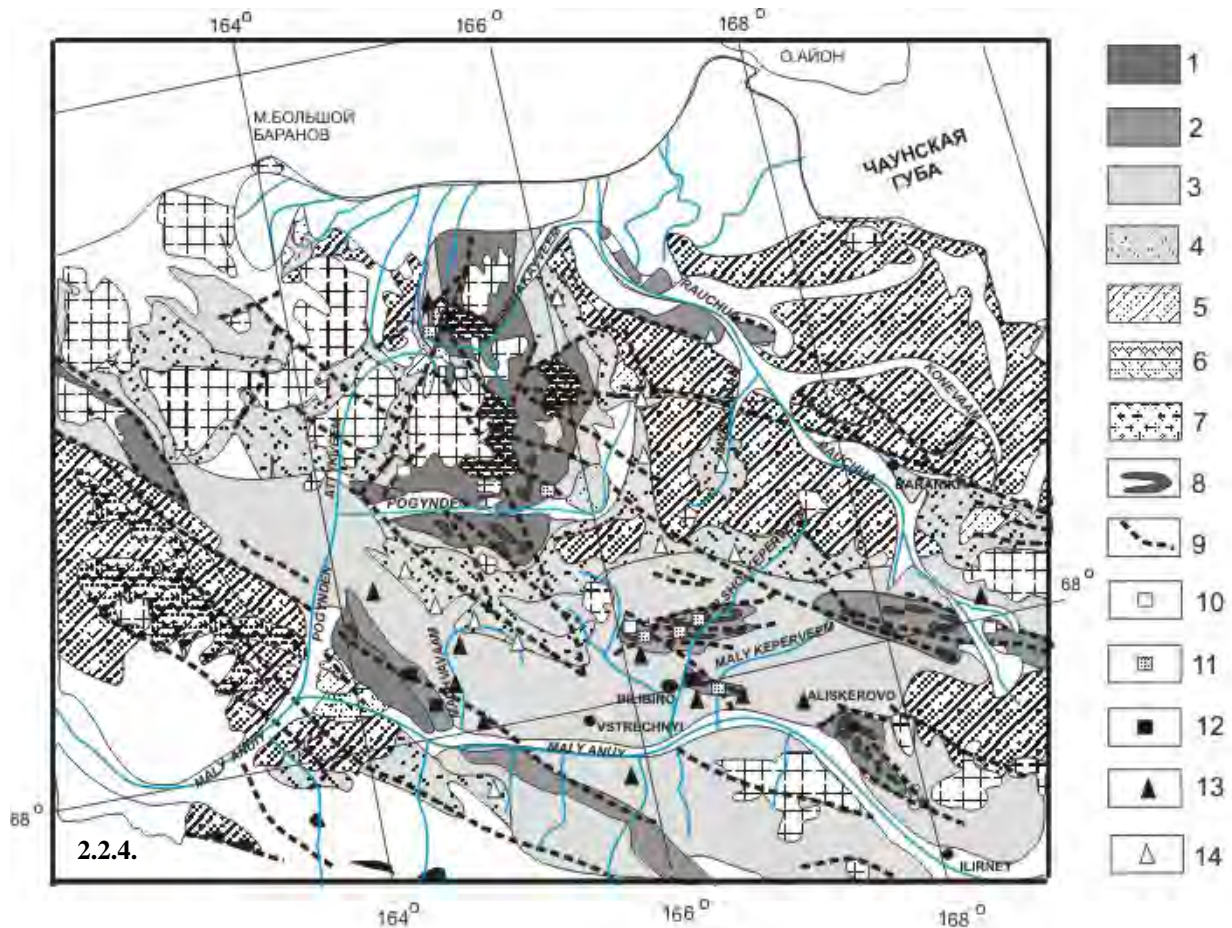 164°
166°
168°
О.АЙОН
М.БОЛЬШОЙ
БАРАНОВ
ЧАУНСКАЯ
ГУБА
RAUCHUA
POGYNDEN
BARANIKHA
POGYNDEN
68°
MALY KEPERVEEM
BILIBINO
ALISKEROVO
VSTRECHNYI
MALY ANUY
MALY ANUY
68°
2.2.4.
ILIRNEY
164°
166°
168°
1
2
3
4
5
6
7
8
9
10
11
12
13
14